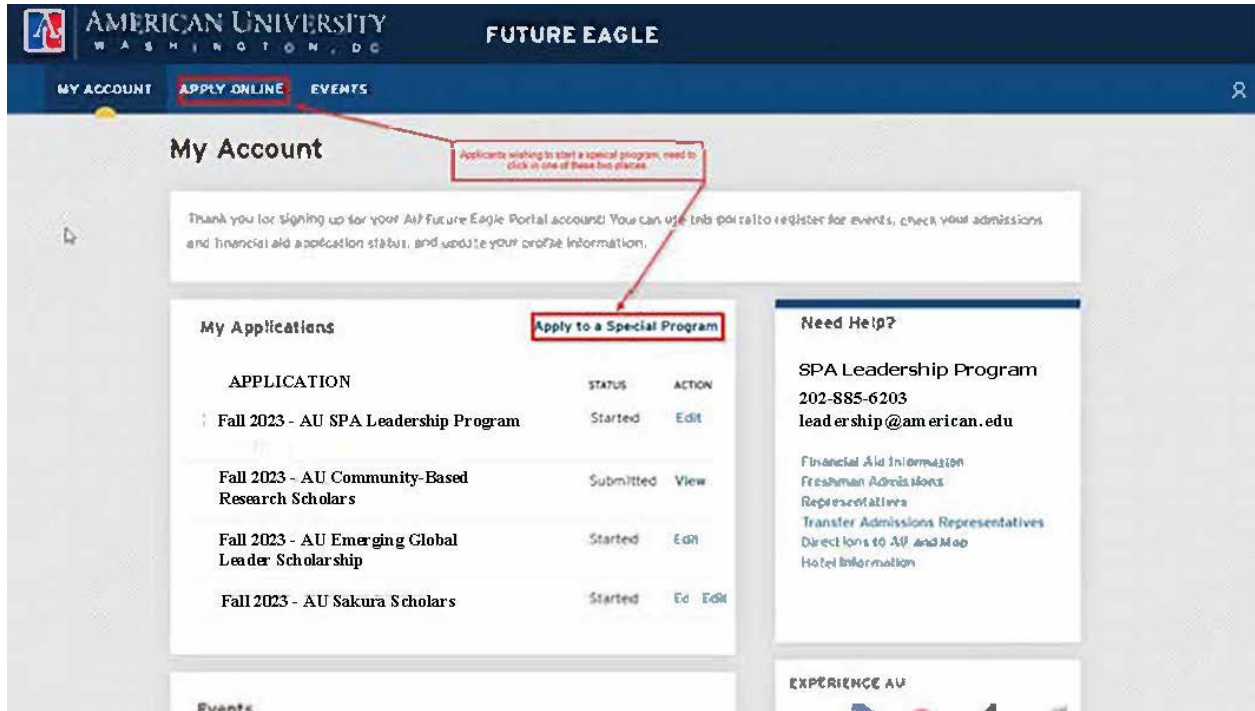 AMERICAN UNIVERSITY
WASHINGTON, DC
FUTURE EAGLE
MY ACCOUNT APPLY ONLINE EVENTS
My Account
Applicants wishing to start a special program, need to
click in one of these two places.
Thank you for signing up for your AU Future Eagle Portal account! You can use this portal to register for events, check your admissions
and financial aid application status, and update your profile information.
My Applications
Apply to a Special Program
APPLICATION STATUS ACTION
Fall 2023 - AU SPA Leadership Program Started Edit
Fall 2023 - AU Community-Based Submitted View
Research Scholars
Fall 2023 - AU Emerging Global Started Edit
Leader Scholarship
Fall 2023 - AU Sakura Scholars Started Ed Edit
Events
Need Help?
SPA Leadership Program
202-885-6203
leadership@american.edu
Financial Aid Information
Freshman Admissions
Representatives
Transfer Admissions Representatives
Directions to AU and Map
Hotel Information
EXPERIENCE AU